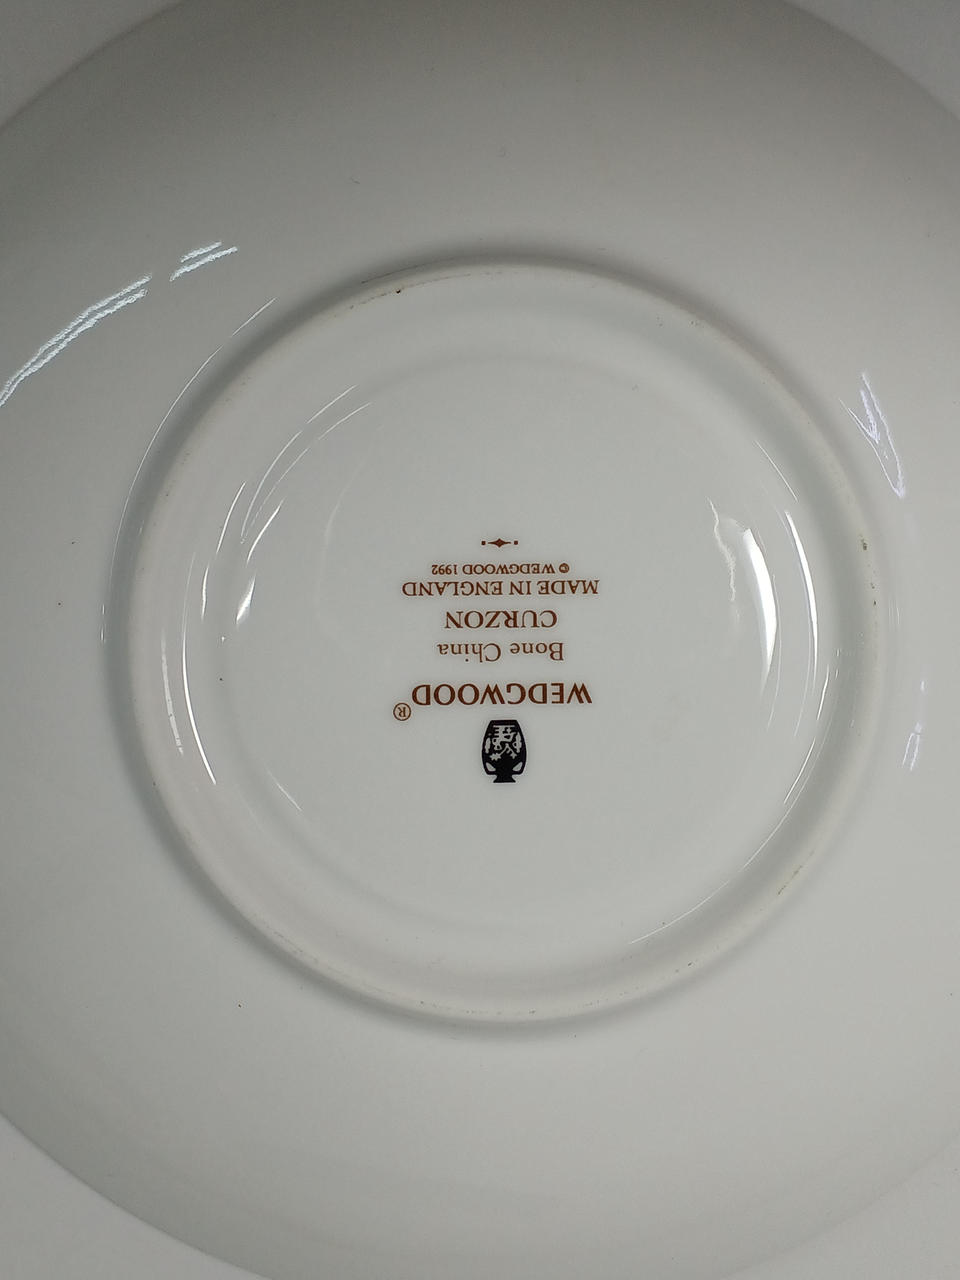 WEDGWOOD®
Bone China
CURZON
MADE IN ENGLAND
© WEDGWOOD 1992